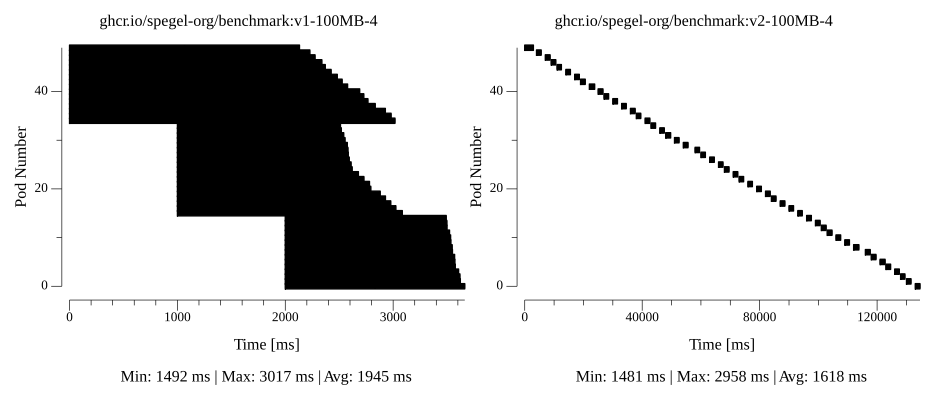 ghcr.io/spegel-org/benchmark:v1-100MB-4
Pod Number
40
20
0
0 1000 2000 3000
Time [ms]
Min: 1492 ms | Max: 3017 ms | Avg: 1945 ms
ghcr.io/spegel-org/benchmark:v2-100MB-4
Pod Number
40
20
0
0 40000 80000 120000
Time [ms]
Min: 1481 ms | Max: 2958 ms | Avg: 1618 ms